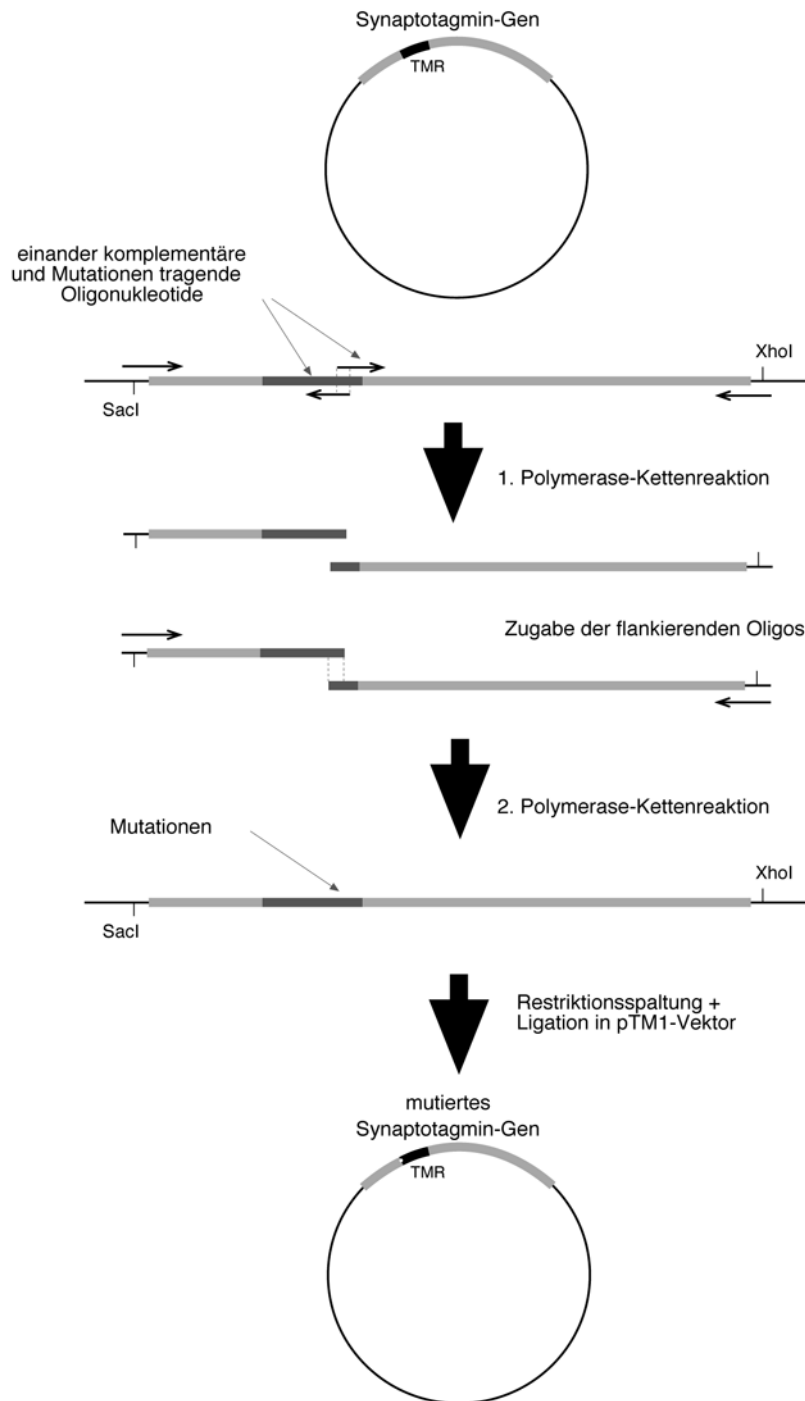 Synaptotagmin-Gen
TMR
einander komplementäre
und Mutationen tragende
Oligonukleotide
XhoI
SacI
1. Polymerase-Kettenreaktion
Zugabe der flankierenden Oligos
2. Polymerase-Kettenreaktion
Mutationen
XhoI
SacI
Restriktionsspaltung +
Ligation in pTM1-Vektor
mutiertes
Synaptotagmin-Gen
TMR